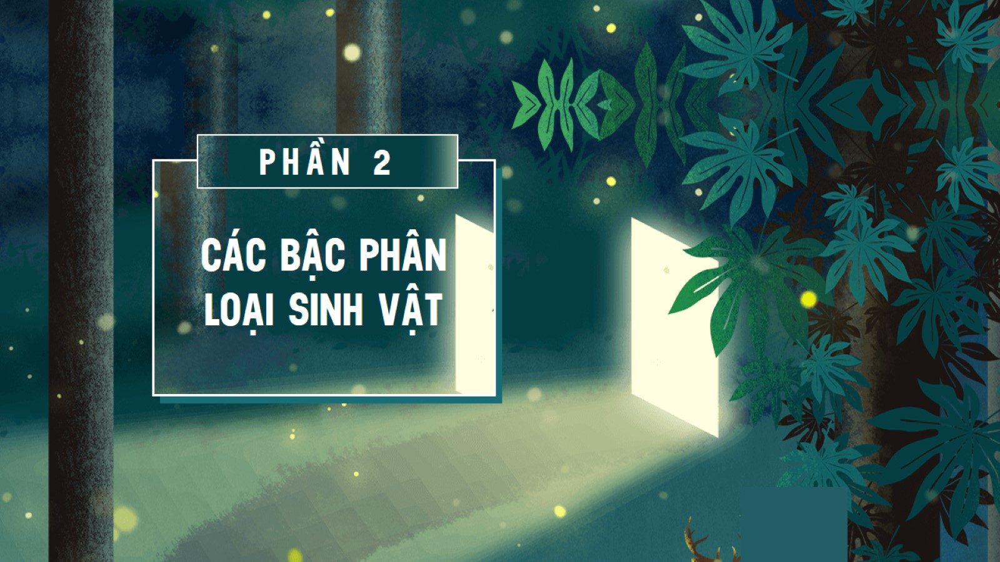 PHẦN 2
CÁC BẬC PHÂN
LOẠI SINH VẬT